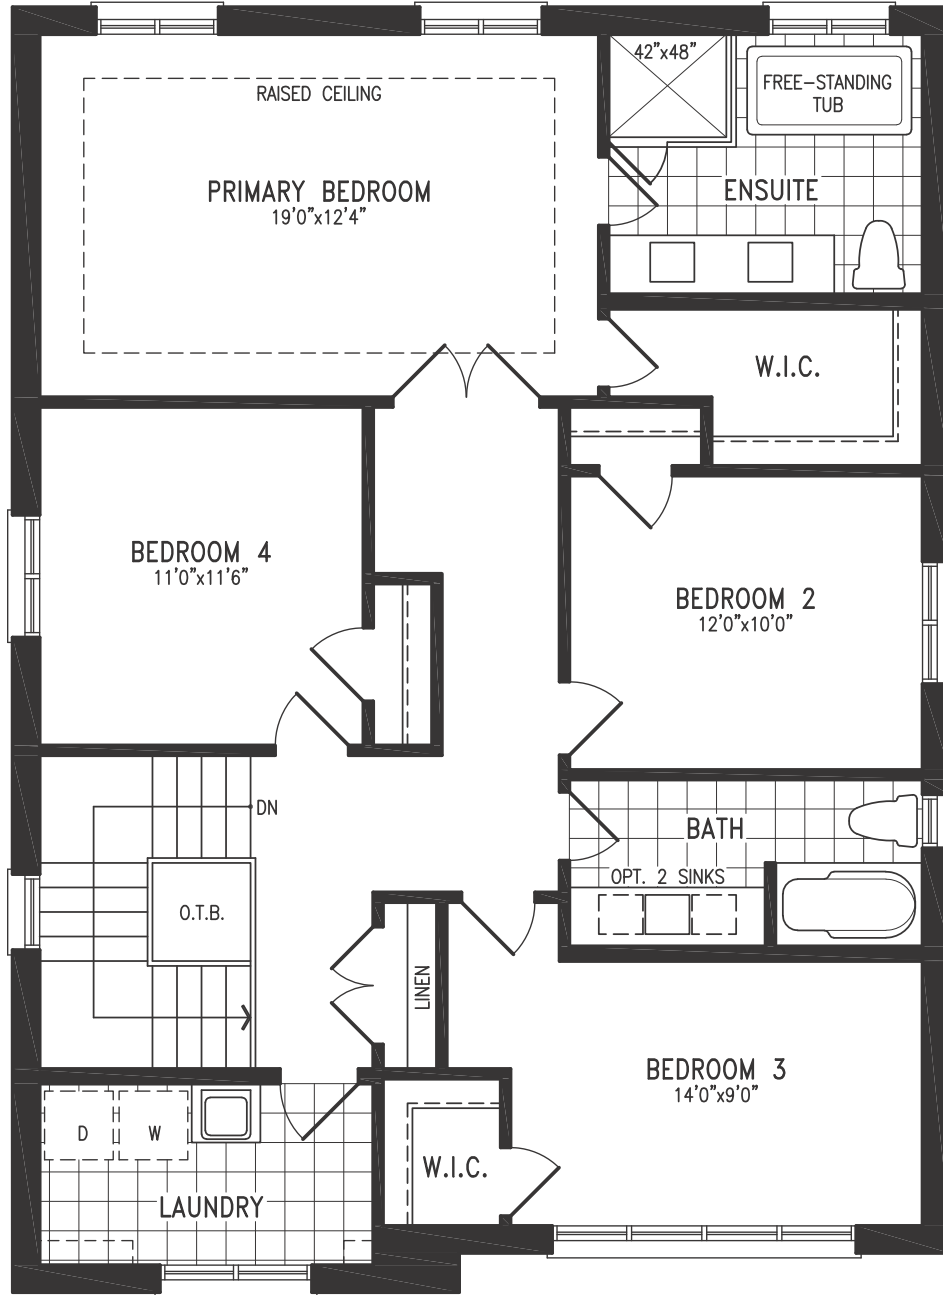 42”x48”
FREE-STANDING
TUB
RAISED CEILING
PRIMARY BEDROOM
19’0”x12’4”
ENSUITE
W.I.C.
BEDROOM 4
11’0”x11’6”
BEDROOM 2
12’0”x10’0”
DN
BATH
OPT. 2 SINKS
O.T.B.
LINEN
BEDROOM 3
14’0”x9’0”
D
W
W.I.C.
LAUNDRY